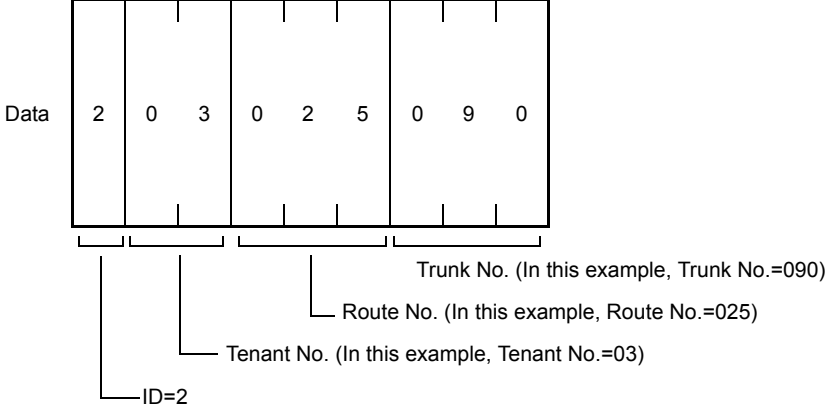 Data 2 0 3 0 2 5 0 9 0
Trunk No. (In this example, Trunk No.=090)
Route No. (In this example, Route No.=025)
Tenant No. (In this example, Tenant No.=03)
ID=2